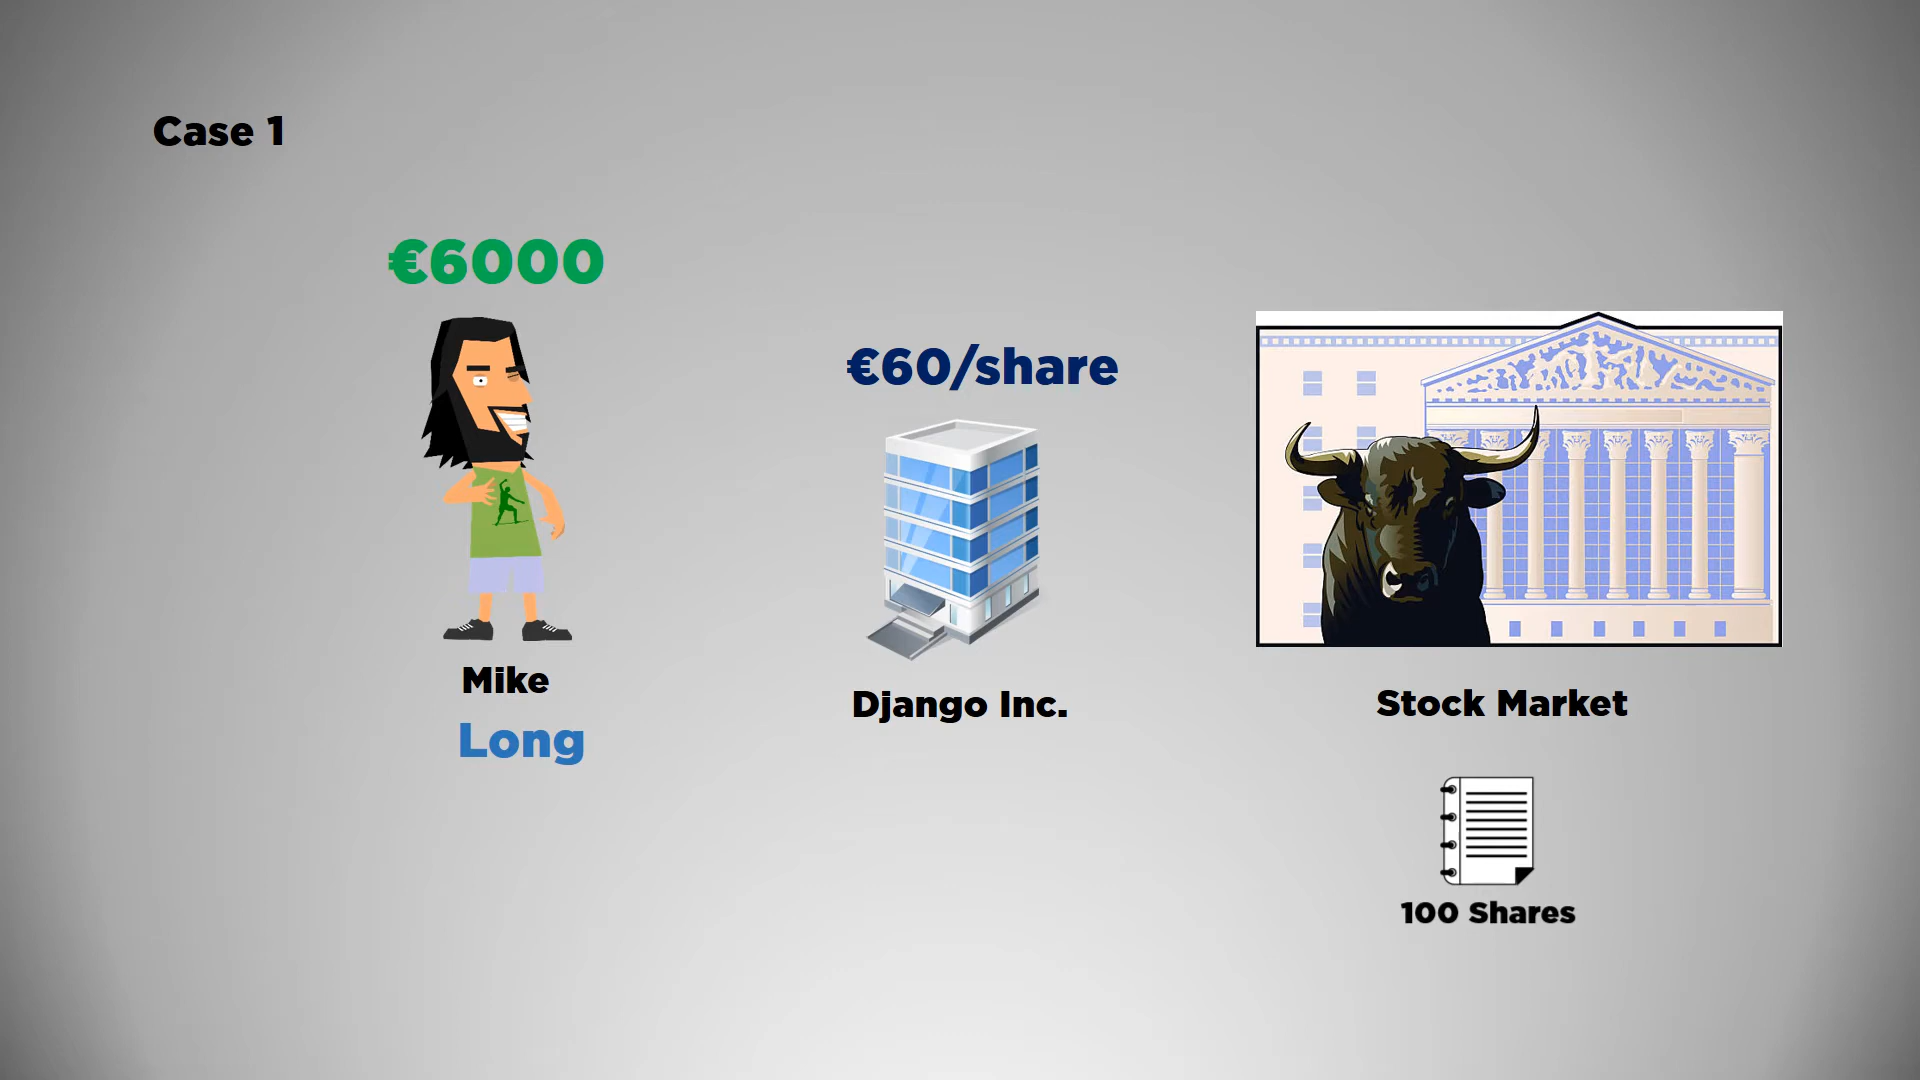 Case 1
€6000
€60/share
Mike
Long
Django Inc.
Stock Market
100 Shares